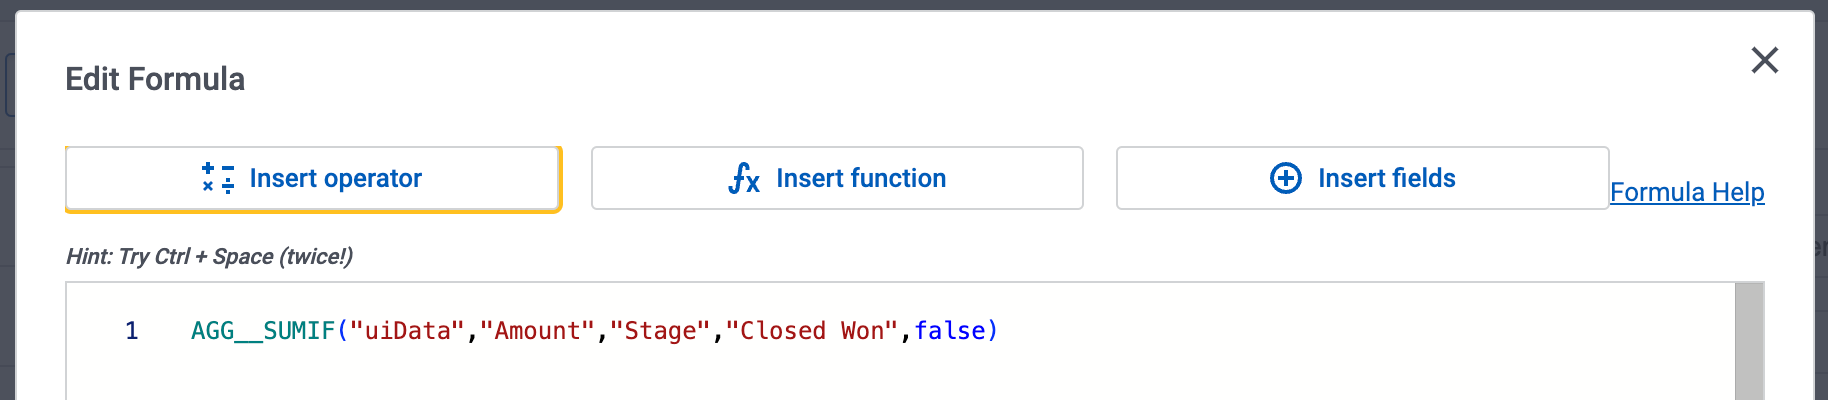 Edit Formula
Insert operator
Insert function
Insert fields
Formula Help
Hint: Try Ctrl + Space (twice!)
1 AGG__SUMIF("uiData","Amount","Stage","Closed Won",false)